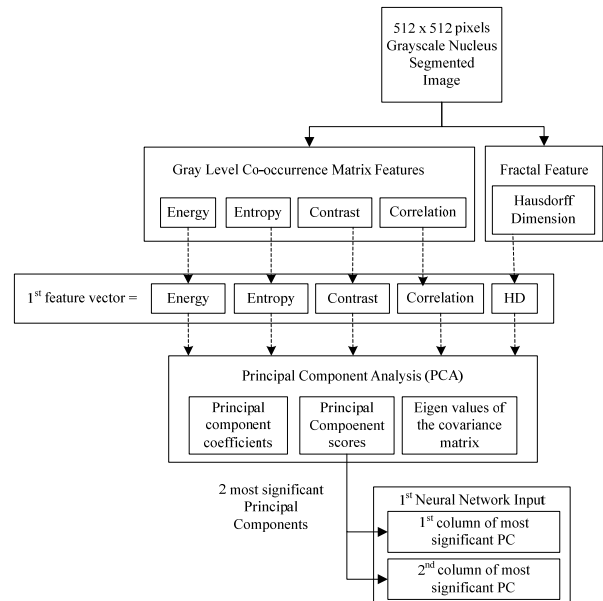 512 x 512 pixels
Grayscale Nucleus
Segmented
Image
Gray Level Co-occurrence Matrix Features
Energy
Entropy
Contrast
Correlation
Fractal Feature
Hausdorff
Dimension
1st feature vector =
Energy
Entropy
Contrast
Correlation
HD
Principal Component Analysis (PCA)
Principal
component
coefficients
Principal
Compoenent
scores
Eigen values of
the covariance
matrix
2 most significant
Principal
Components
1st Neural Network Input
1st column of most
significant PC
2nd column of most
significant PC